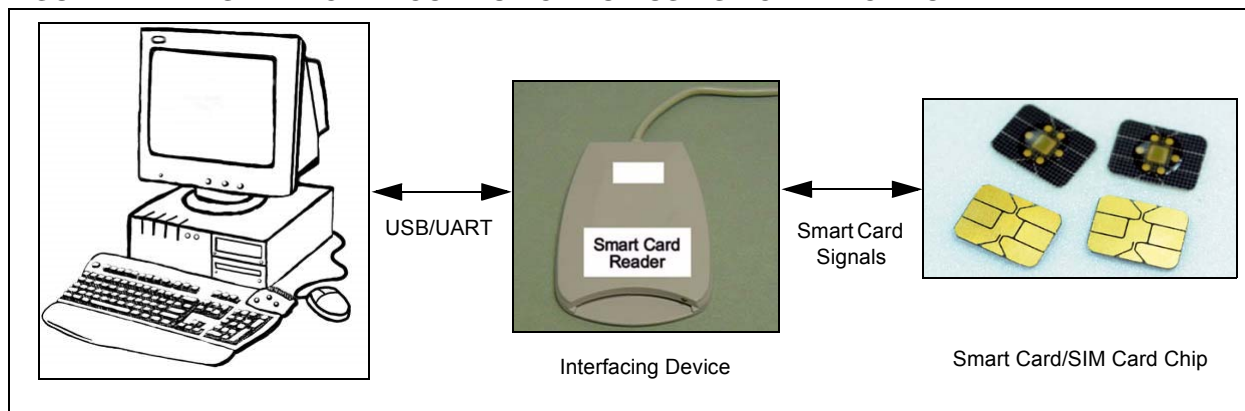 USB/UART
Smart Card
Reader
Smart Card
Signals
Interfacing Device
Smart Card/SIM Card Chip